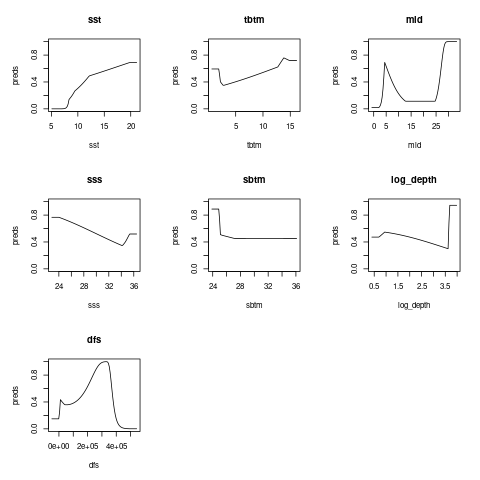 sst
preds
0.0 0.4 0.8
5 10 15 20
sst
tbtm
preds
0.0 0.4 0.8
5 10 15
tbtm
mld
preds
0.0 0.4 0.8
0 5 15 25
mld
sss
preds
0.0 0.4 0.8
24 28 32 36
sss
sbtm
preds
0.0 0.4 0.8
24 28 32 36
sbtm
log_depth
preds
0.0 0.4 0.8
0.5 1.5 2.5 3.5
log_depth
dfs
preds
0.0 0.4 0.8
0e+00 2e+05 4e+05
dfs